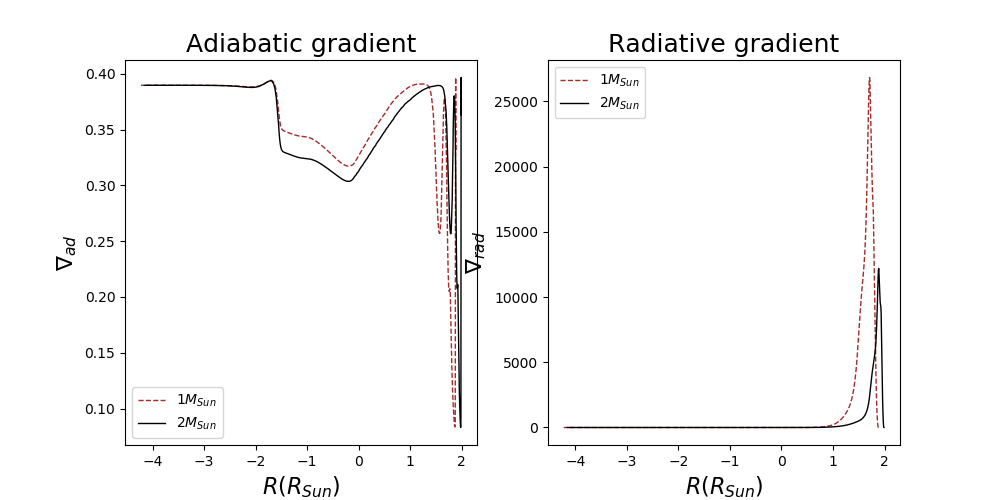 Adiabatic gradient
0.40
0.35
0.30
0.25
0.20
0.15
0.10
∇ad
1MSun
2MSun
−4 −3 −2 −1 0 1 2
R(RSun)
Radiative gradient
1MSun
2MSun
25000
20000
15000
10000
5000
0
∇rad
−4 −3 −2 −1 0 1 2
R(RSun)